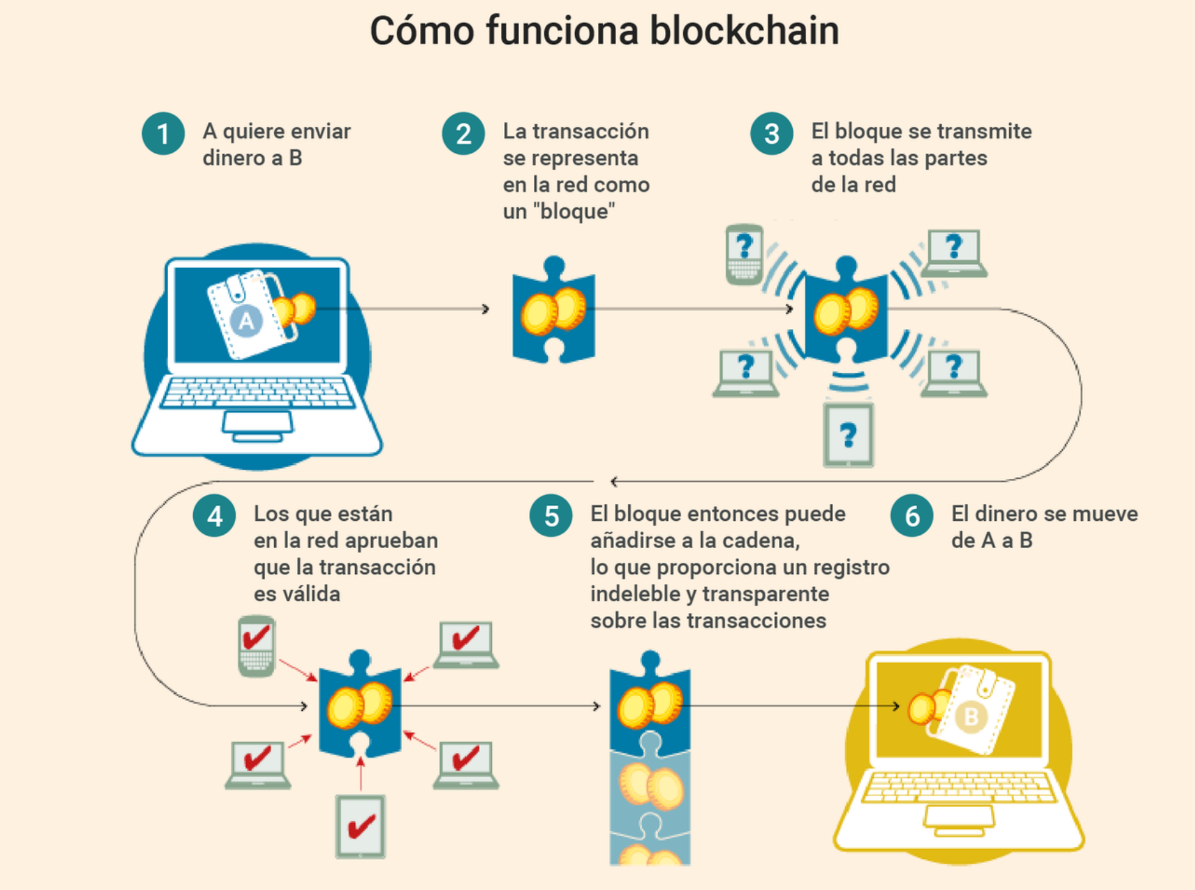 Cómo funciona blockchain
1
A quiere enviar
dinero a B
2
La transacción
se representa
en la red como
un "bloque"
3
El bloque se transmite
a todas las partes
de la red
?
?
A
?
?
?
4
Los que están
en la red aprueban
que la transacción
es válida
5
El bloque entonces puede
añadirse a la cadena,
lo que proporciona un registro
indeleble y transparente
sobre las transacciones
6
El dinero se mueve
de A a B
B